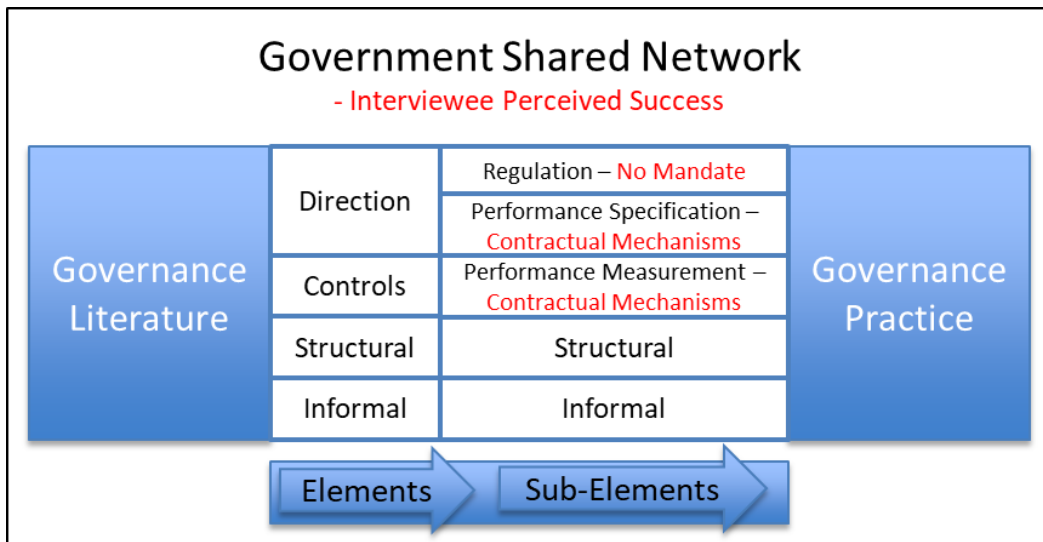 Government Shared Network
- Interviewee Perceived Success
Governance
Literature
Direction
Regulation – No Mandate
Performance Specification –
Contractual Mechanisms
Controls
Performance Measurement –
Contractual Mechanisms
Structural
Structural
Informal
Informal
Governance
Practice
Elements
Sub-Elements